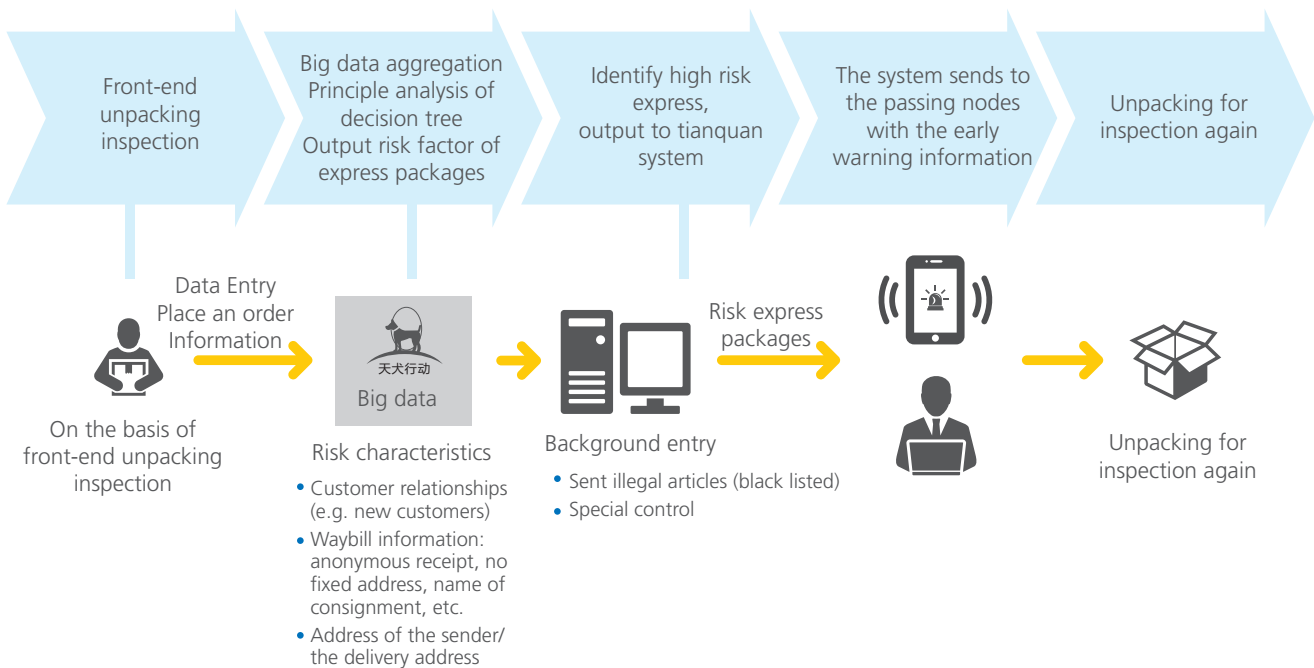 Front-end
unpacking
inspection
Big data aggregation
Principle analysis of
decision tree
Output risk factor of
express packages
Identify high risk
express,
output to tianquan
system
The system sends to
the passing nodes
with the early
warning information
Unpacking for
inspection again
Data Entry
Place an order
Information
天犬行动
Big data
Risk express
packages
On the basis of
front-end unpacking
inspection
Risk characteristics
• Customer relationships
(e.g. new customers)
• Waybill information:
anonymous receipt, no
fixed address, name of
consignment, etc.
• Address of the sender/
the delivery address
Background entry
• Sent illegal articles (black listed)
• Special control
Unpacking for
inspection again